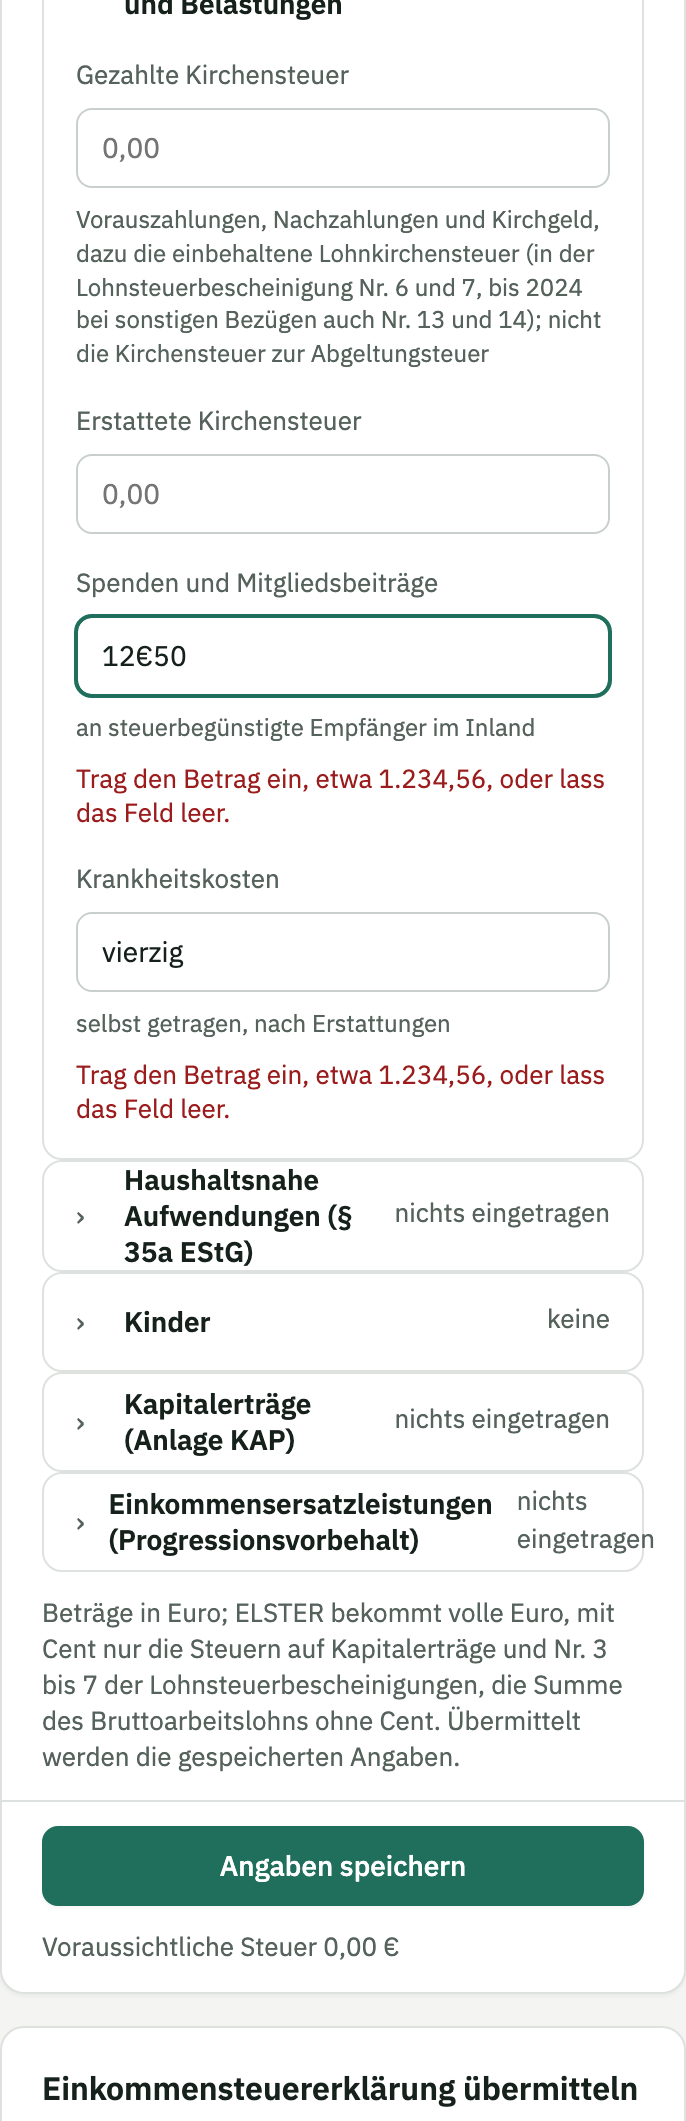 und Belastungen
Gezahlte Kirchensteuer
0,00
Vorauszahlungen, Nachzahlungen und Kirchgeld,
dazu die einbehaltene Lohnkirchensteuer (in der
Lohnsteuerbescheinigung Nr. 6 und 7, bis 2024
bei sonstigen Bezügen auch Nr. 13 und 14); nicht
die Kirchensteuer zur Abgeltungsteuer
Erstattete Kirchensteuer
0,00
Spenden und Mitgliedsbeiträge
12€50
an steuerbegünstigte Empfänger im Inland
Trag den Betrag ein, etwa 1.234,56, oder lass
das Feld leer.
Krankheitskosten
vierzig
selbst getragen, nach Erstattungen
Trag den Betrag ein, etwa 1.234,56, oder lass
das Feld leer.
Haushaltsnahe
Aufwendungen (§
35a EStG)
nichts eingetragen
Kinder
keine
Kapitalerträge
(Anlage KAP)
nichts eingetragen
Einkommensersatzleistungen
(Progressionsvorbehalt)
nichts
eingetragen
Beträge in Euro; ELSTER bekommt volle Euro, mit
Cent nur die Steuern auf Kapitalerträge und Nr. 3
bis 7 der Lohnsteuerbescheinigungen, die Summe
des Bruttoarbeitslohns ohne Cent. Übermittelt
werden die gespeicherten Angaben.
Angaben speichern
Voraussichtliche Steuer 0,00 €
Einkommensteuererklärung übermitteln